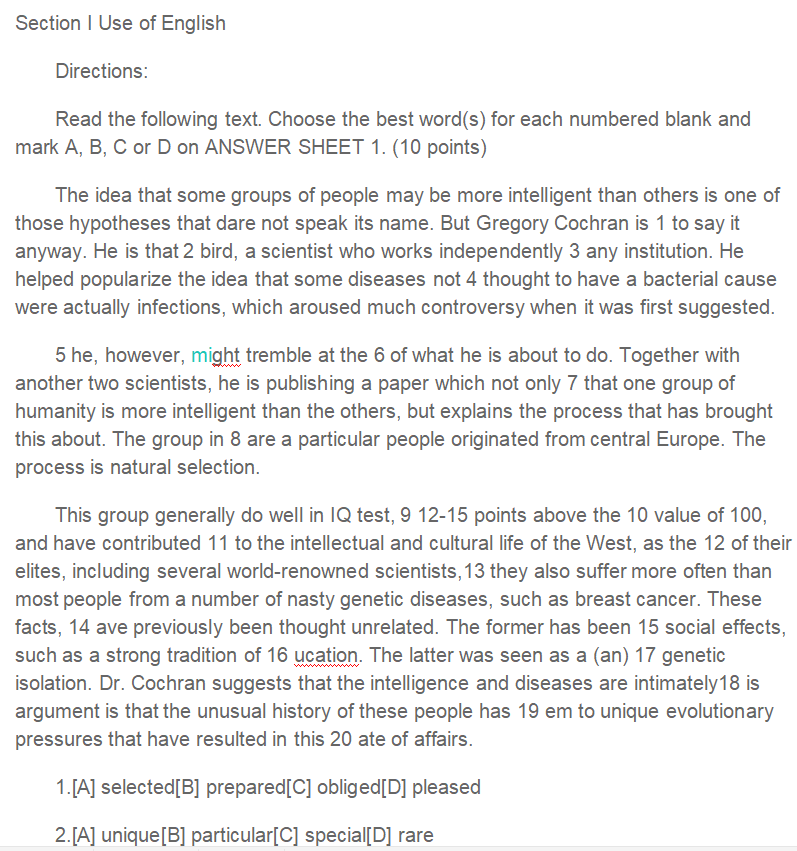 Section I Use of English
Directions:
Read the following text. Choose the best word(s) for each numbered blank and
mark A, B, C or D on ANSWER SHEET 1. (10 points)
The idea that some groups of people may be more intelligent than others is one of
those hypotheses that dare not speak its name. But Gregory Cochran is 1 to say it
anyway. He is that 2 bird, a scientist who works independently 3 any institution. He
helped popularize the idea that some diseases not 4 thought to have a bacterial cause
were actually infections, which aroused much controversy when it was first suggested.
5 he, however, might tremble at the 6 of what he is about to do. Together with
another two scientists, he is publishing a paper which not only 7 that one group of
humanity is more intelligent than the others, but explains the process that has brought
this about. The group in 8 are a particular people originated from central Europe. The
process is natural selection.
This group generally do well in IQ test, 9 12-15 points above the 10 value of 100,
and have contributed 11 to the intellectual and cultural life of the West, as the 12 of their
elites, including several world-renowned scientists,13 they also suffer more often than
most people from a number of nasty genetic diseases, such as breast cancer. These
facts, 14 ave previously been thought unrelated. The former has been 15 social effects,
such as a strong tradition of 16 ucation. The latter was seen as a (an) 17 genetic
isolation. Dr. Cochran suggests that the intelligence and diseases are intimately18 is
argument is that the unusual history of these people has 19 em to unique evolutionary
pressures that have resulted in this 20 ate of affairs.
1.[A] selected[B] prepared[C] obliged[D] pleased
2.[A] unique[B] particular[C] special[D] rare